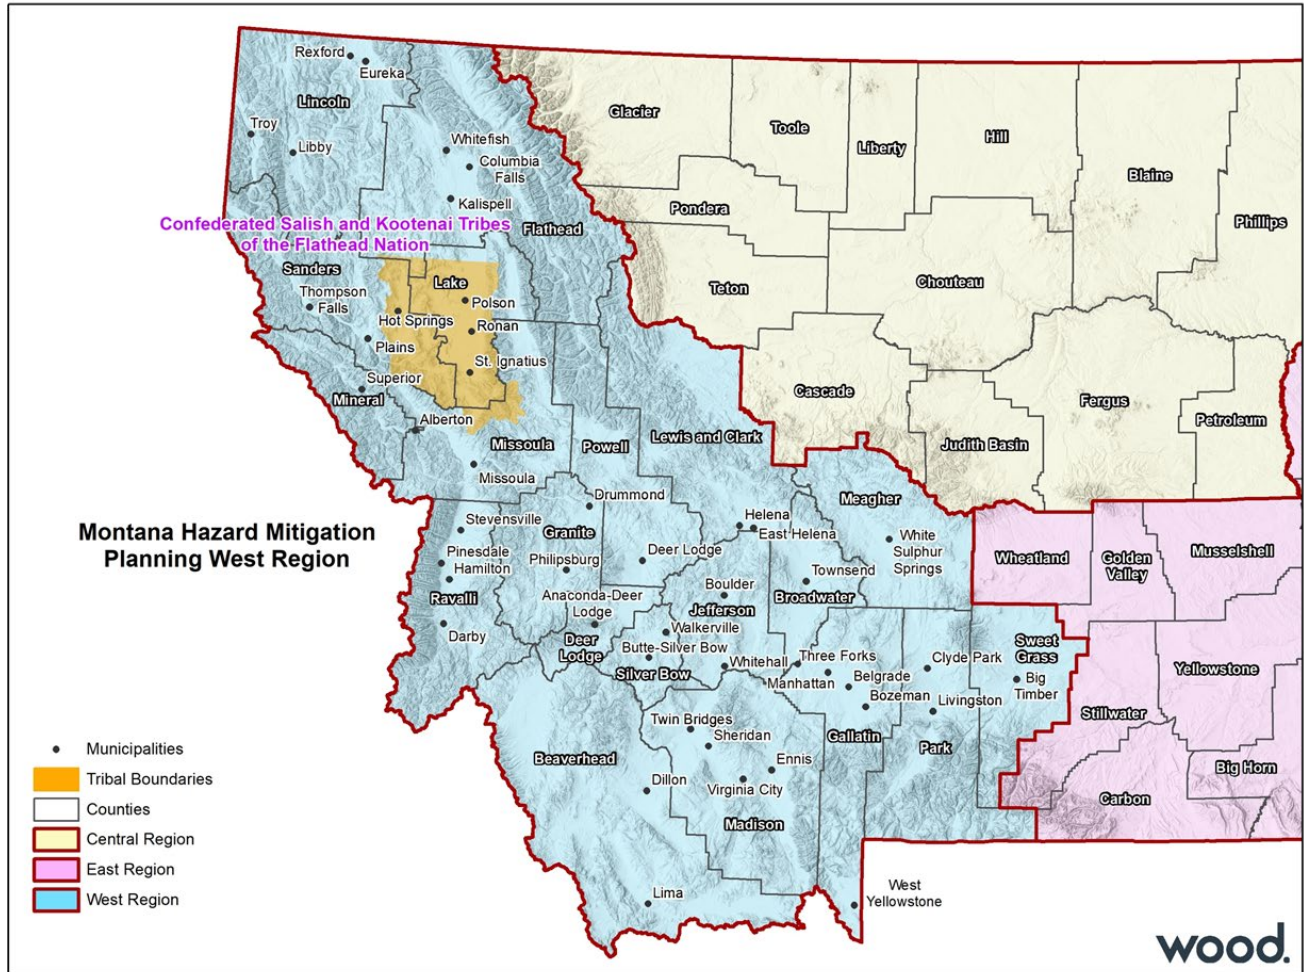 Rexford
Eureka
Lincoln
Troy
Libby
Whitefish
Columbia
Falls
Kalispell
Flathead
Confederated Salish and Kootenai Tribes
of the Flathead Nation
Sanders
Thompson
Falls
Lake
Polson
Hot Springs
Ronan
Plains
St. Ignatius
Superior
Mineral
Alberton
Missoula
Missoula
Powell
Lewis and Clark
Glacier
Toole
Liberty
Hill
Blaine
Phillips
Pondera
Teton
Chouteau
Cascade
Judith Basin
Fergus
Petroleum
Meagher
Montana Hazard Mitigation
Planning West Region
Stevensville
Pinesdale
Hamilton
Ravalli
Darby
Drummond
Granite
Philipsburg
Deer Lodge
Anaconda-Deer
Lodge
Deer
Lodge
Helena
East Helena
White
Sulphur
Springs
Boulder
Jefferson
Townsend
Broadwater
Walkerville
Butte-Silver Bow
Silver Bow
Whitehall
Three Forks
Manhattan
Belgrade
Bozeman
Clyde Park
Livingston
Sweet
Grass
Big
Timber
Wheatland
Golden
Valley
Musselshell
Yellowstone
Stillwater
Big Horn
Carbon
Twin Bridges
Sheridan
Beaverhead
Dillon
Ennis
Virginia City
Madison
Gallatin
Park
Lima
West
Yellowstone
Municipalities
Tribal Boundaries
Counties
Central Region
East Region
West Region
wood.